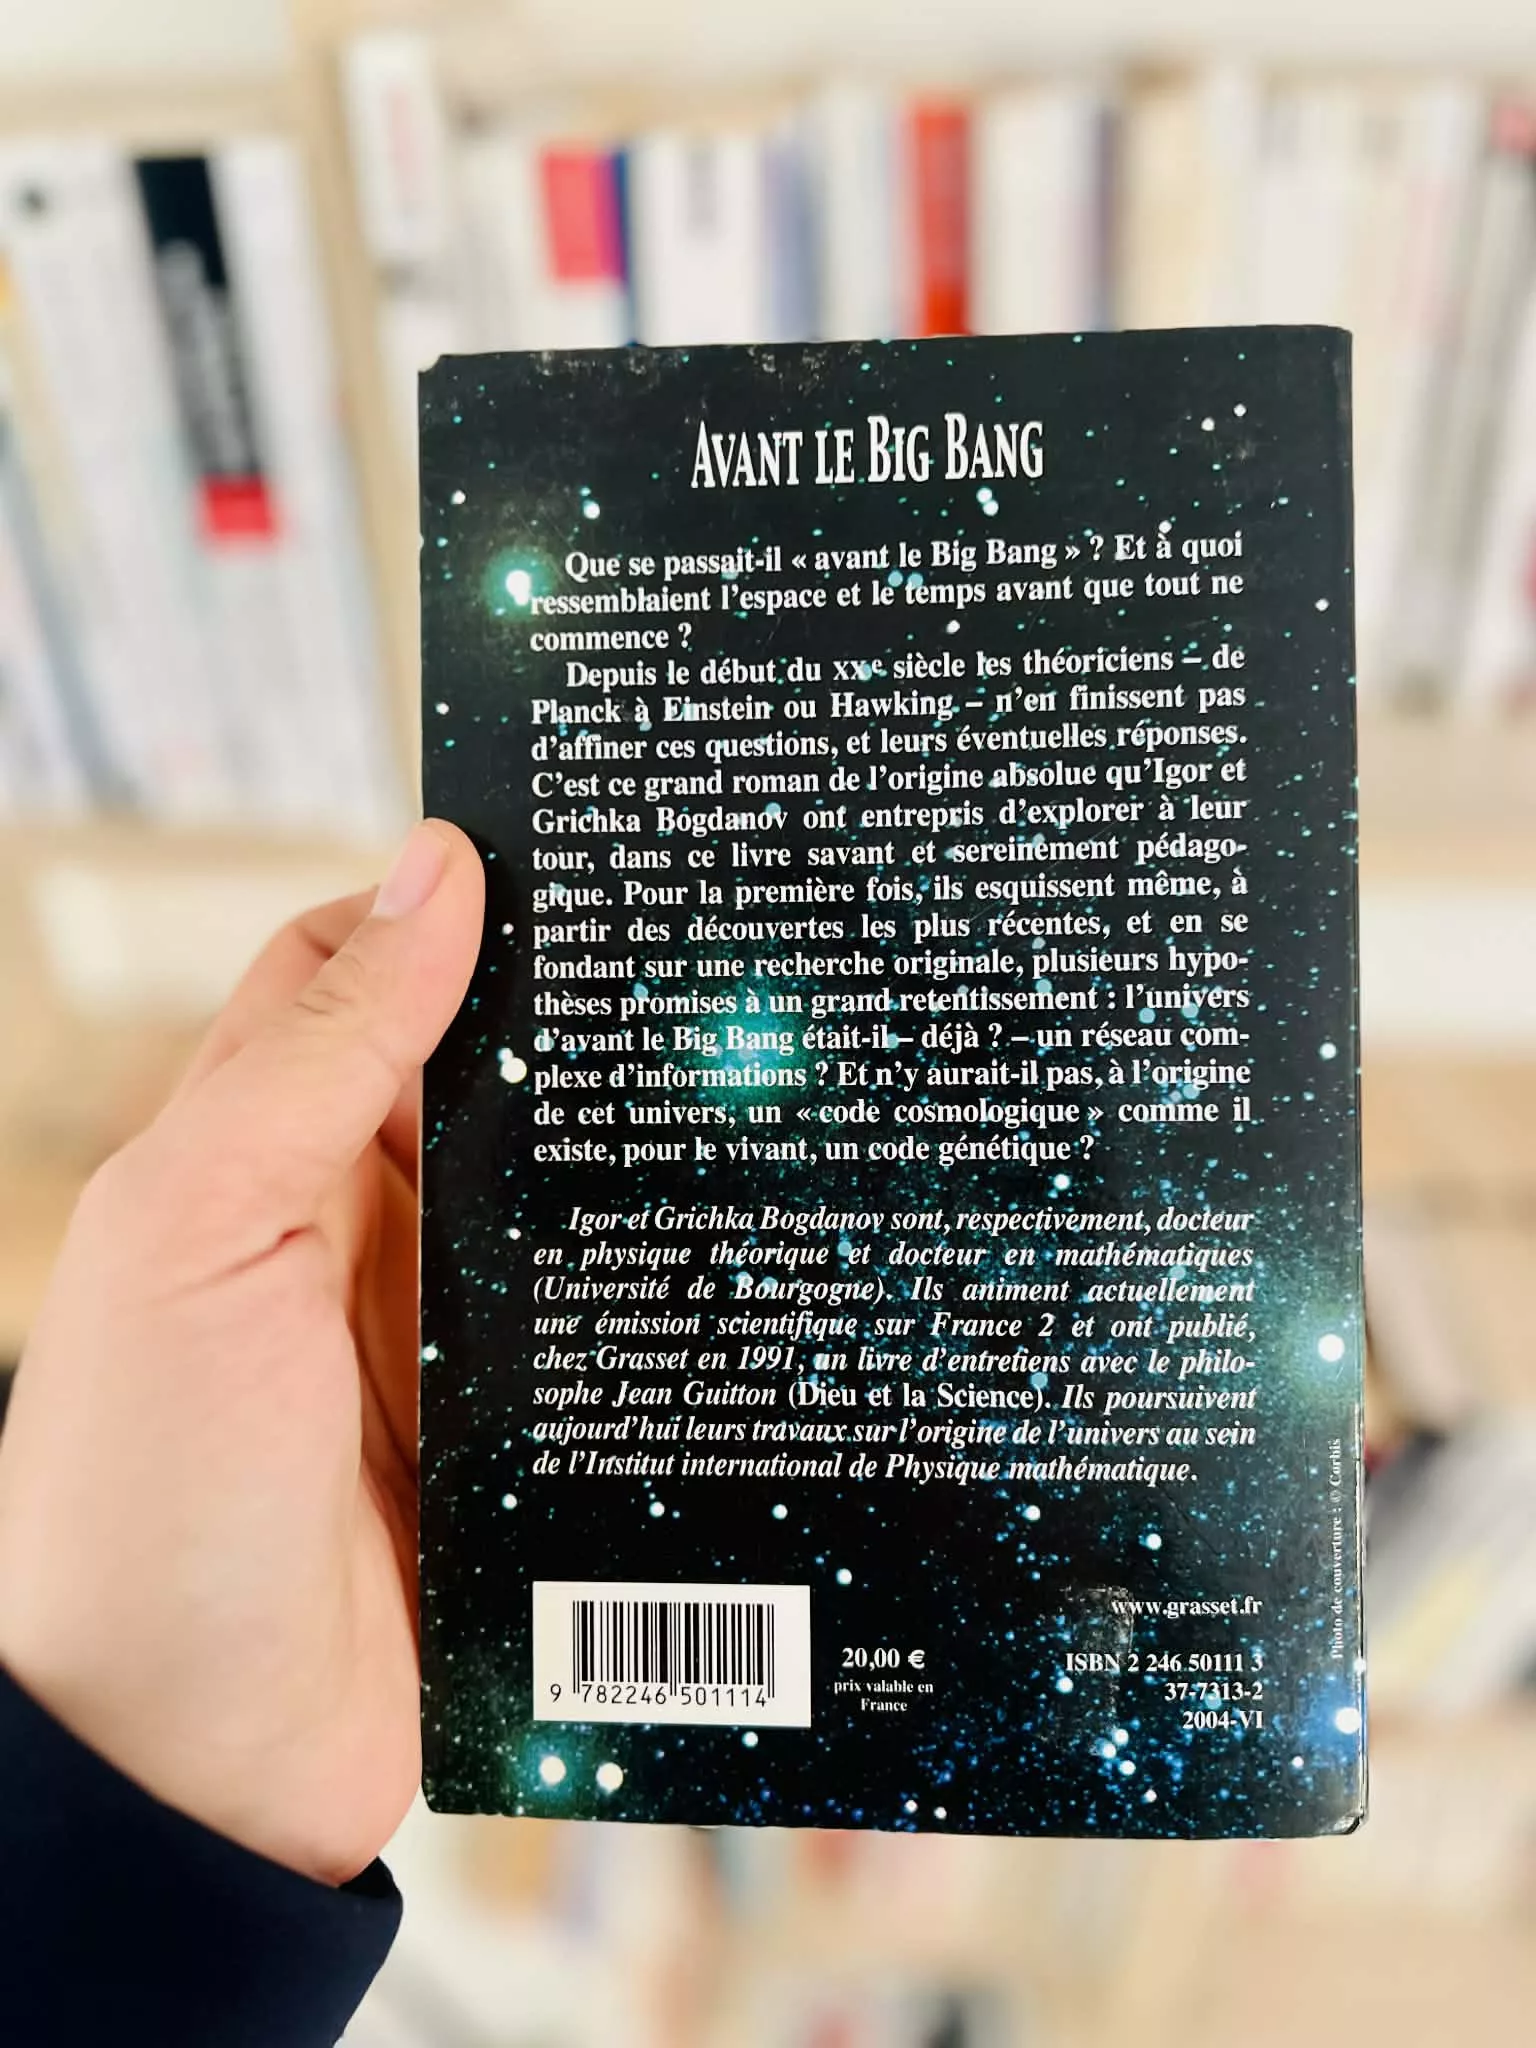 AVANT LE BIG BANG
Que se passait-il « avant le Big Bang » ? Et à quoi
ressemblaient l'espace et le temps avant que tout ne
commence ?
Depuis le début du XXe siècle les théoriciens – de
Planck à Einstein ou Hawking – n'en finissent pas
d'affiner ces questions, et leurs éventuelles réponses.
C'est ce grand roman de l'origine absolue qu'Igor et
Grichka Bogdanov ont entrepris d'explorer à leur
tour, dans ce livre savant et sereinement pédago-
gique. Pour la première fois, ils esquissent même, à
partir des découvertes les plus récentes, et en se
fondant sur une recherche originale, plusieurs hypo-
thèses promises à un grand retentissement : l'univers
d'avant le Big Bang était-il – déjà ? – un réseau com-
plexe d'informations ? Et n'y aurait-il pas, à l'origine
de cet univers, un « code cosmologique » comme il
existe, pour le vivant, un code génétique ?
Igor et Grichka Bogdanov sont, respectivement, docteur
en physique théorique et docteur en mathématiques
(Université de Bourgogne). Ils animent actuellement
une émission scientifique sur France 2 et ont publié,
chez Grasset en 1991, un livre d'entretiens avec le philo-
sophe Jean Guitton (Dieu et la Science). Ils poursuivent
aujourd'hui leurs travaux sur l'origine de l'univers au sein
de l'Institut international de Physique mathématique.
9 782246 501114
20,00 €
prix valable en
France
www.grasset.fr
ISBN 2 246 50111 3
37-7313-2
2004-VI
Photo de couverture : © Corbis